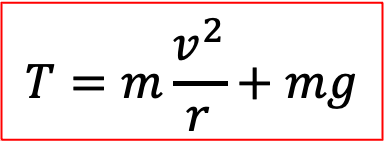 T = m v²/r + mg